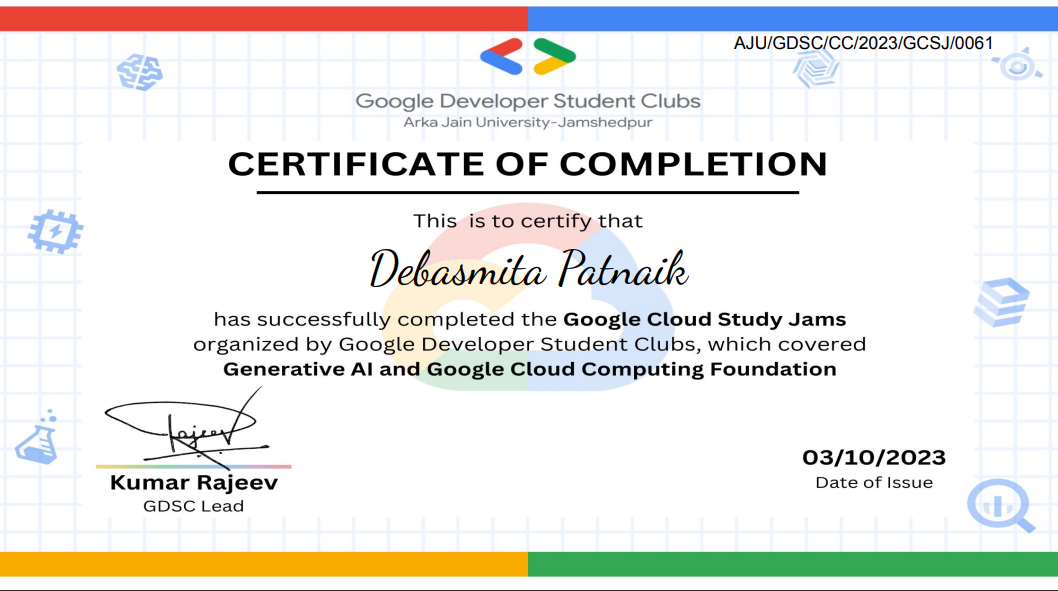 AJU/GDSC/CC/2023/GCSJ/0061
Google Developer Student Clubs
Arka Jain University-Jamshedpur
CERTIFICATE OF COMPLETION
This is to certify that
Debasmita Patnaik
has successfully completed the Google Cloud Study Jams
organized by Google Developer Student Clubs, which covered
Generative AI and Google Cloud Computing Foundation
Rajeev
Kumar Rajeev
GDSC Lead
03/10/2023
Date of Issue